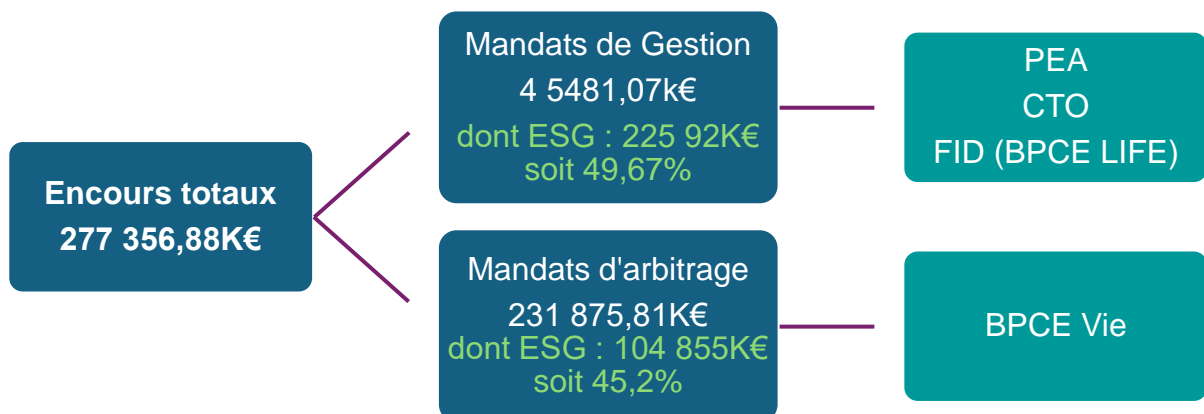 Encours totaux
277 356,88K€
Mandats de Gestion
4 5481,07k€
dont ESG : 225 92K€
soit 49,67%
PEA
CTO
FID (BPCE LIFE)
Mandats d'arbitrage
231 875,81K€
dont ESG : 104 855K€
soit 45,2%
BPCE Vie